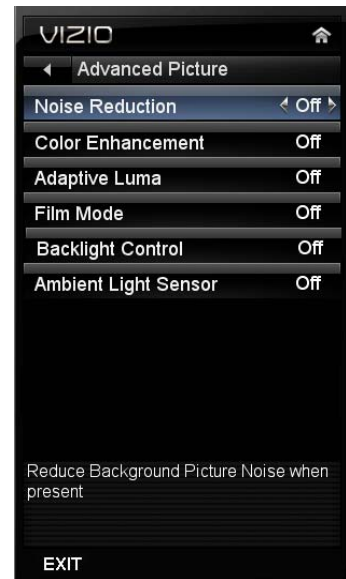 VIZIO
Advanced Picture
Noise Reduction Off
Color Enhancement Off
Adaptive Luma Off
Film Mode Off
Backlight Control Off
Ambient Light Sensor Off
Reduce Background Picture Noise when
present
EXIT